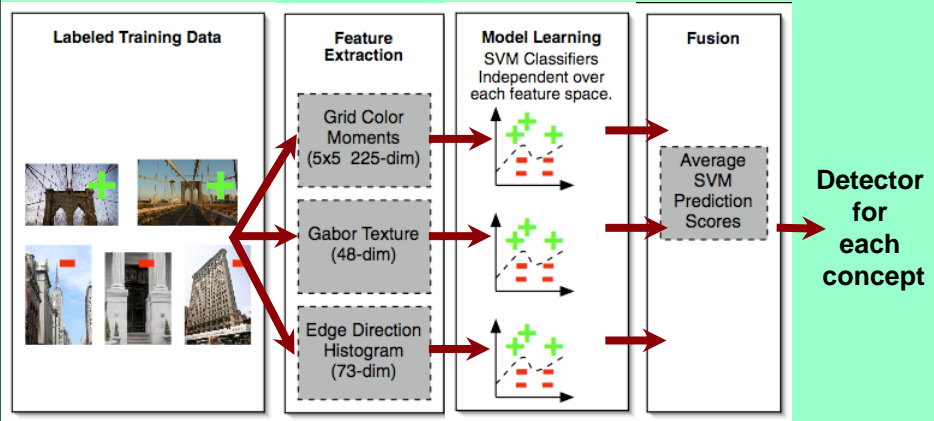 Labeled Training Data
Feature
Extraction
Grid Color
Moments
(5x5 225-dim)
Gabor Texture
(48-dim)
Edge Direction
Histogram
(73-dim)
Model Learning
SVM Classifiers
Independent over
each feature space.
Fusion
Average
SVM
Prediction
Scores
Detector
for
each
concept